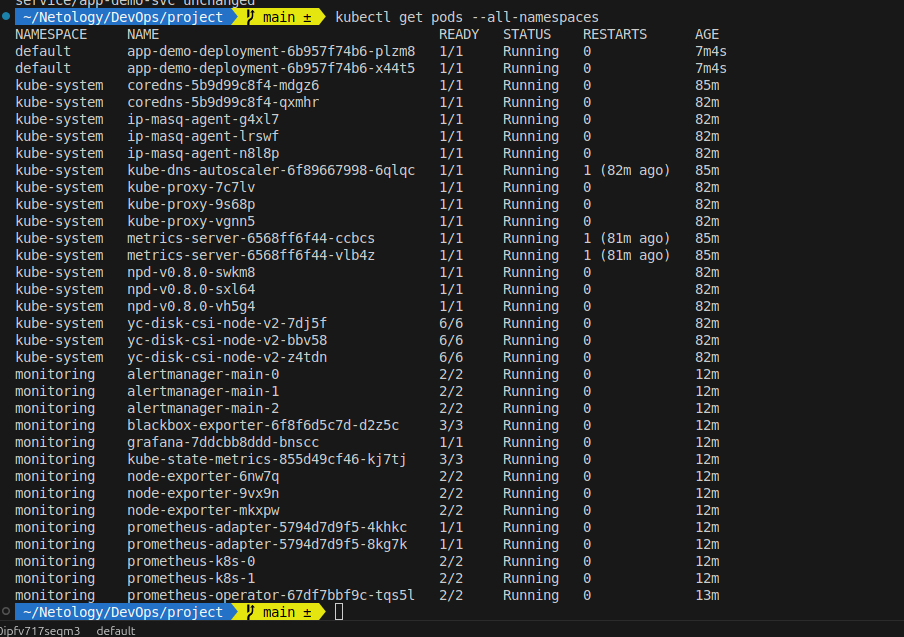 service/app-demo-svc unchanged
~/Netology/DevOps/project main ± kubectl get pods --all-namespaces
NAMESPACE NAME READY STATUS RESTARTS AGE
default app-demo-deployment-6b957f74b6-plzm8 1/1 Running 0 7m4s
default app-demo-deployment-6b957f74b6-x44t5 1/1 Running 0 7m4s
kube-system coredns-5b9d99c8f4-mdgz6 1/1 Running 0 85m
kube-system coredns-5b9d99c8f4-qxmhr 1/1 Running 0 82m
kube-system ip-masq-agent-g4xl7 1/1 Running 0 82m
kube-system ip-masq-agent-lrswf 1/1 Running 0 82m
kube-system ip-masq-agent-n8l8p 1/1 Running 0 82m
kube-system kube-dns-autoscaler-6f89667998-6qlqc 1/1 Running 1 (82m ago) 85m
kube-system kube-proxy-7c7lv 1/1 Running 0 82m
kube-system kube-proxy-9s68p 1/1 Running 0 82m
kube-system kube-proxy-vgnn5 1/1 Running 0 82m
kube-system metrics-server-6568ff6f44-ccbcs 1/1 Running 1 (81m ago) 85m
kube-system metrics-server-6568ff6f44-vlb4z 1/1 Running 1 (81m ago) 85m
kube-system npd-v0.8.0-swkm8 1/1 Running 0 82m
kube-system npd-v0.8.0-sxl64 1/1 Running 0 82m
kube-system npd-v0.8.0-vh5g4 1/1 Running 0 82m
kube-system yc-disk-csi-node-v2-7dj5f 6/6 Running 0 82m
kube-system yc-disk-csi-node-v2-bbv58 6/6 Running 0 82m
kube-system yc-disk-csi-node-v2-z4tdn 6/6 Running 0 82m
monitoring alertmanager-main-0 2/2 Running 0 12m
monitoring alertmanager-main-1 2/2 Running 0 12m
monitoring alertmanager-main-2 2/2 Running 0 12m
monitoring blackbox-exporter-6f8f6d5c7d-d2z5c 3/3 Running 0 12m
monitoring grafana-7ddcbb8ddd-bnscc 1/1 Running 0 12m
monitoring kube-state-metrics-855d49cf46-kj7tj 3/3 Running 0 12m
monitoring node-exporter-6nw7q 2/2 Running 0 12m
monitoring node-exporter-9vx9n 2/2 Running 0 12m
monitoring node-exporter-mkxpw 2/2 Running 0 12m
monitoring prometheus-adapter-5794d7d9f5-4khkc 1/1 Running 0 12m
monitoring prometheus-adapter-5794d7d9f5-8kg7k 1/1 Running 0 12m
monitoring prometheus-k8s-0 2/2 Running 0 12m
monitoring prometheus-k8s-1 2/2 Running 0 12m
monitoring prometheus-operator-67df7bbf9c-tqs5l 2/2 Running 0 13m
~/Netology/DevOps/project main ±
0ipfv717seqm3 default